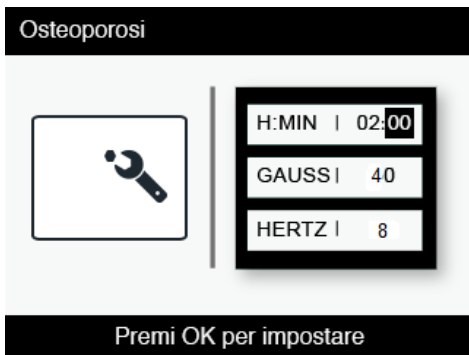 Osteoporosi
H:MIN | 02:00
GAUSS | 40
HERTZ | 8
Premi OK per impostare